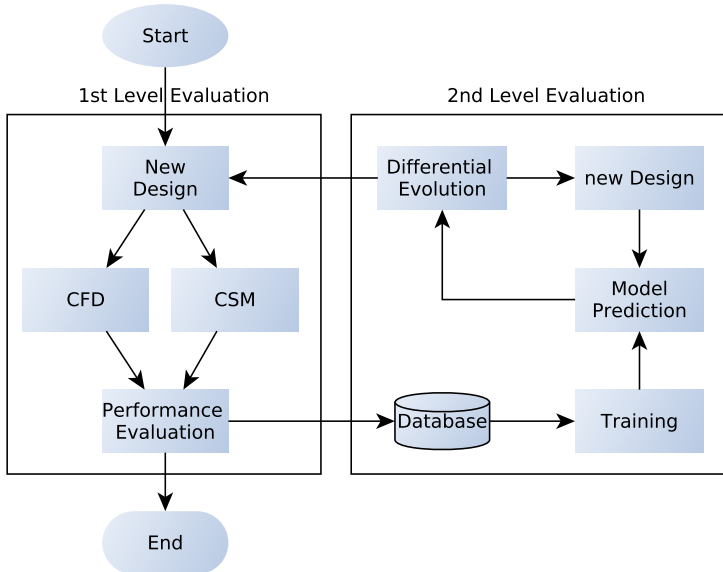 Start
1st Level Evaluation
2nd Level Evaluation
New
Design
Differential
Evolution
new Design
CFD
CSM
Model
Prediction
Performance
Evaluation
Database
Training
End